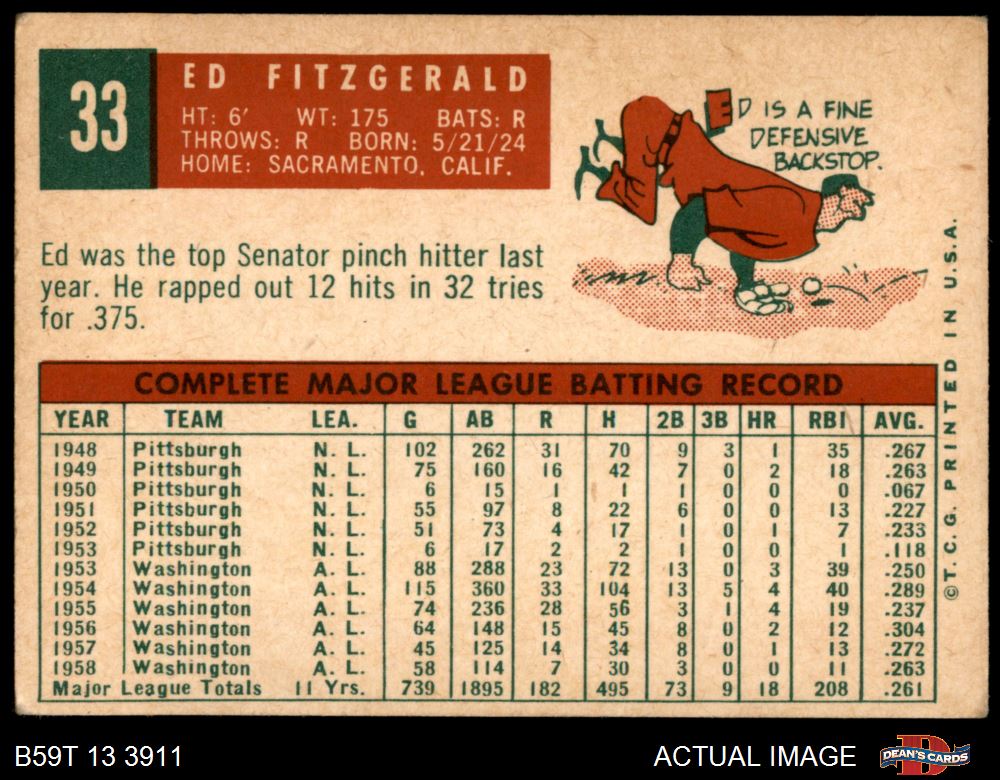 33
ED FITZGERALD
HT: 6' WT: 175 BATS: R
THROWS: R BORN: 5/21/24
HOME: SACRAMENTO, CALIF.
ED IS A FINE
DEFENSIVE
BACKSTOP.
Ed was the top Senator pinch hitter last
year. He rapped out 12 hits in 32 tries
for .375.
COMPLETE MAJOR LEAGUE BATTING RECORD
YEAR TEAM LEA. G AB R H 2B 3B HR RBI AVG.
1948 Pittsburgh N. L. 102 262 31 70 9 3 1 35 .267
1949 Pittsburgh N. L. 75 160 16 42 7 0 2 18 .263
1950 Pittsburgh N. L. 6 15 1 1 1 0 0 0 .067
1951 Pittsburgh N. L. 55 97 8 22 6 0 0 13 .227
1952 Pittsburgh N. L. 51 73 4 17 1 0 1 7 .233
1953 Pittsburgh N. L. 6 17 2 2 1 0 0 1 .118
1953 Washington A. L. 88 288 23 72 13 0 3 39 .250
1954 Washington A. L. 115 360 33 104 13 5 4 40 .289
1955 Washington A. L. 74 236 28 56 3 1 4 19 .237
1956 Washington A. L. 64 148 15 45 8 0 2 12 .304
1957 Washington A. L. 45 125 14 34 8 0 1 13 .272
1958 Washington A. L. 58 114 7 30 3 0 0 11 .263
Major League Totals 11 Yrs. 739 1895 182 495 73 9 18 208 .261
© T. C. G. PRINTED IN U.S.A.
B59T 13 3911
ACTUAL IMAGE
DEAN'S CARDS